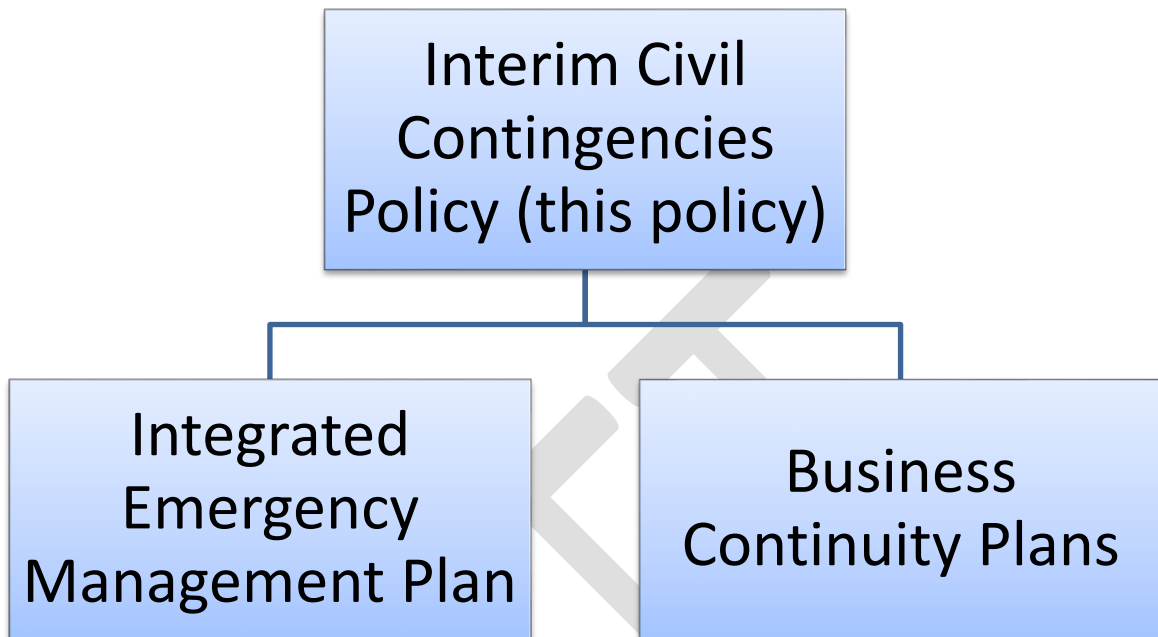 Interim Civil
Contingencies
Policy (this policy)
Integrated
Emergency
Management Plan
Business
Continuity Plans